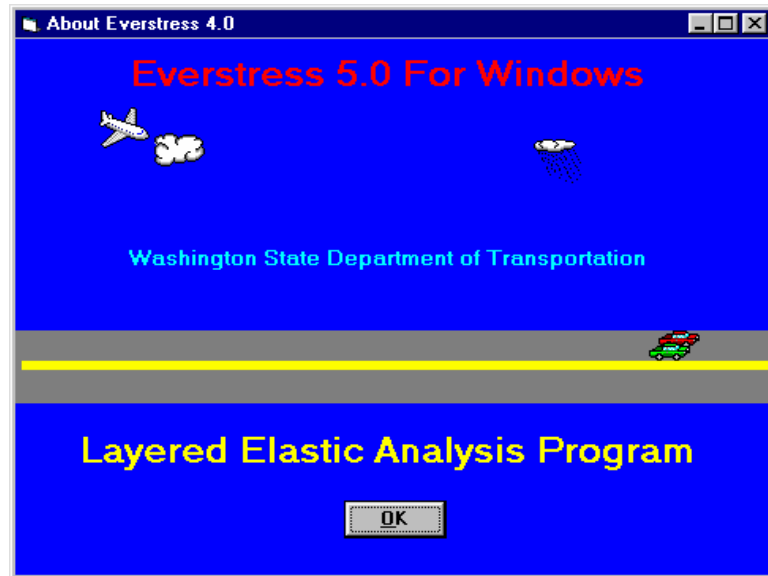 About Everstress 4.0
Everstress 5.0 For Windows
Washington State Department of Transportation
Layered Elastic Analysis Program
OK